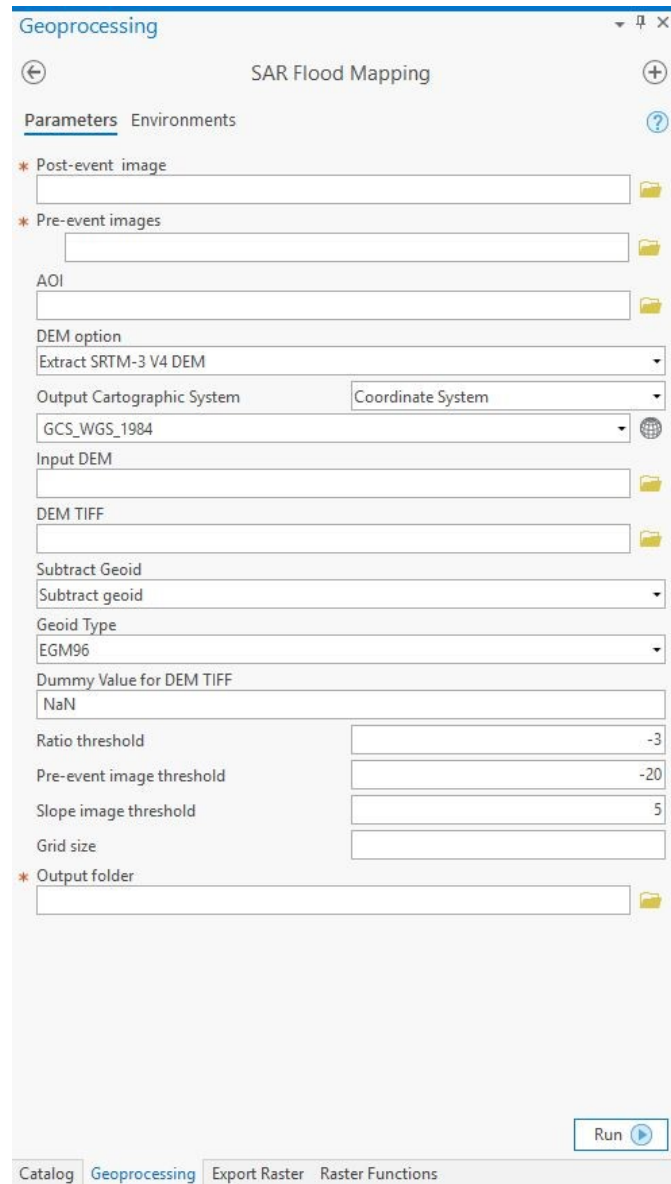 Geoprocessing
SAR Flood Mapping
Parameters Environments
* Post-event image
* Pre-event images
AOI
DEM option
Extract SRTM-3 V4 DEM
Output Cartographic System Coordinate System
GCS_WGS_1984
Input DEM
DEM TIFF
Subtract Geoid
Subtract geoid
Geoid Type
EGM96
Dummy Value for DEM TIFF
NaN
Ratio threshold -3
Pre-event image threshold -20
Slope image threshold 5
Grid size
* Output folder
Run
Catalog Geoprocessing Export Raster Raster Functions